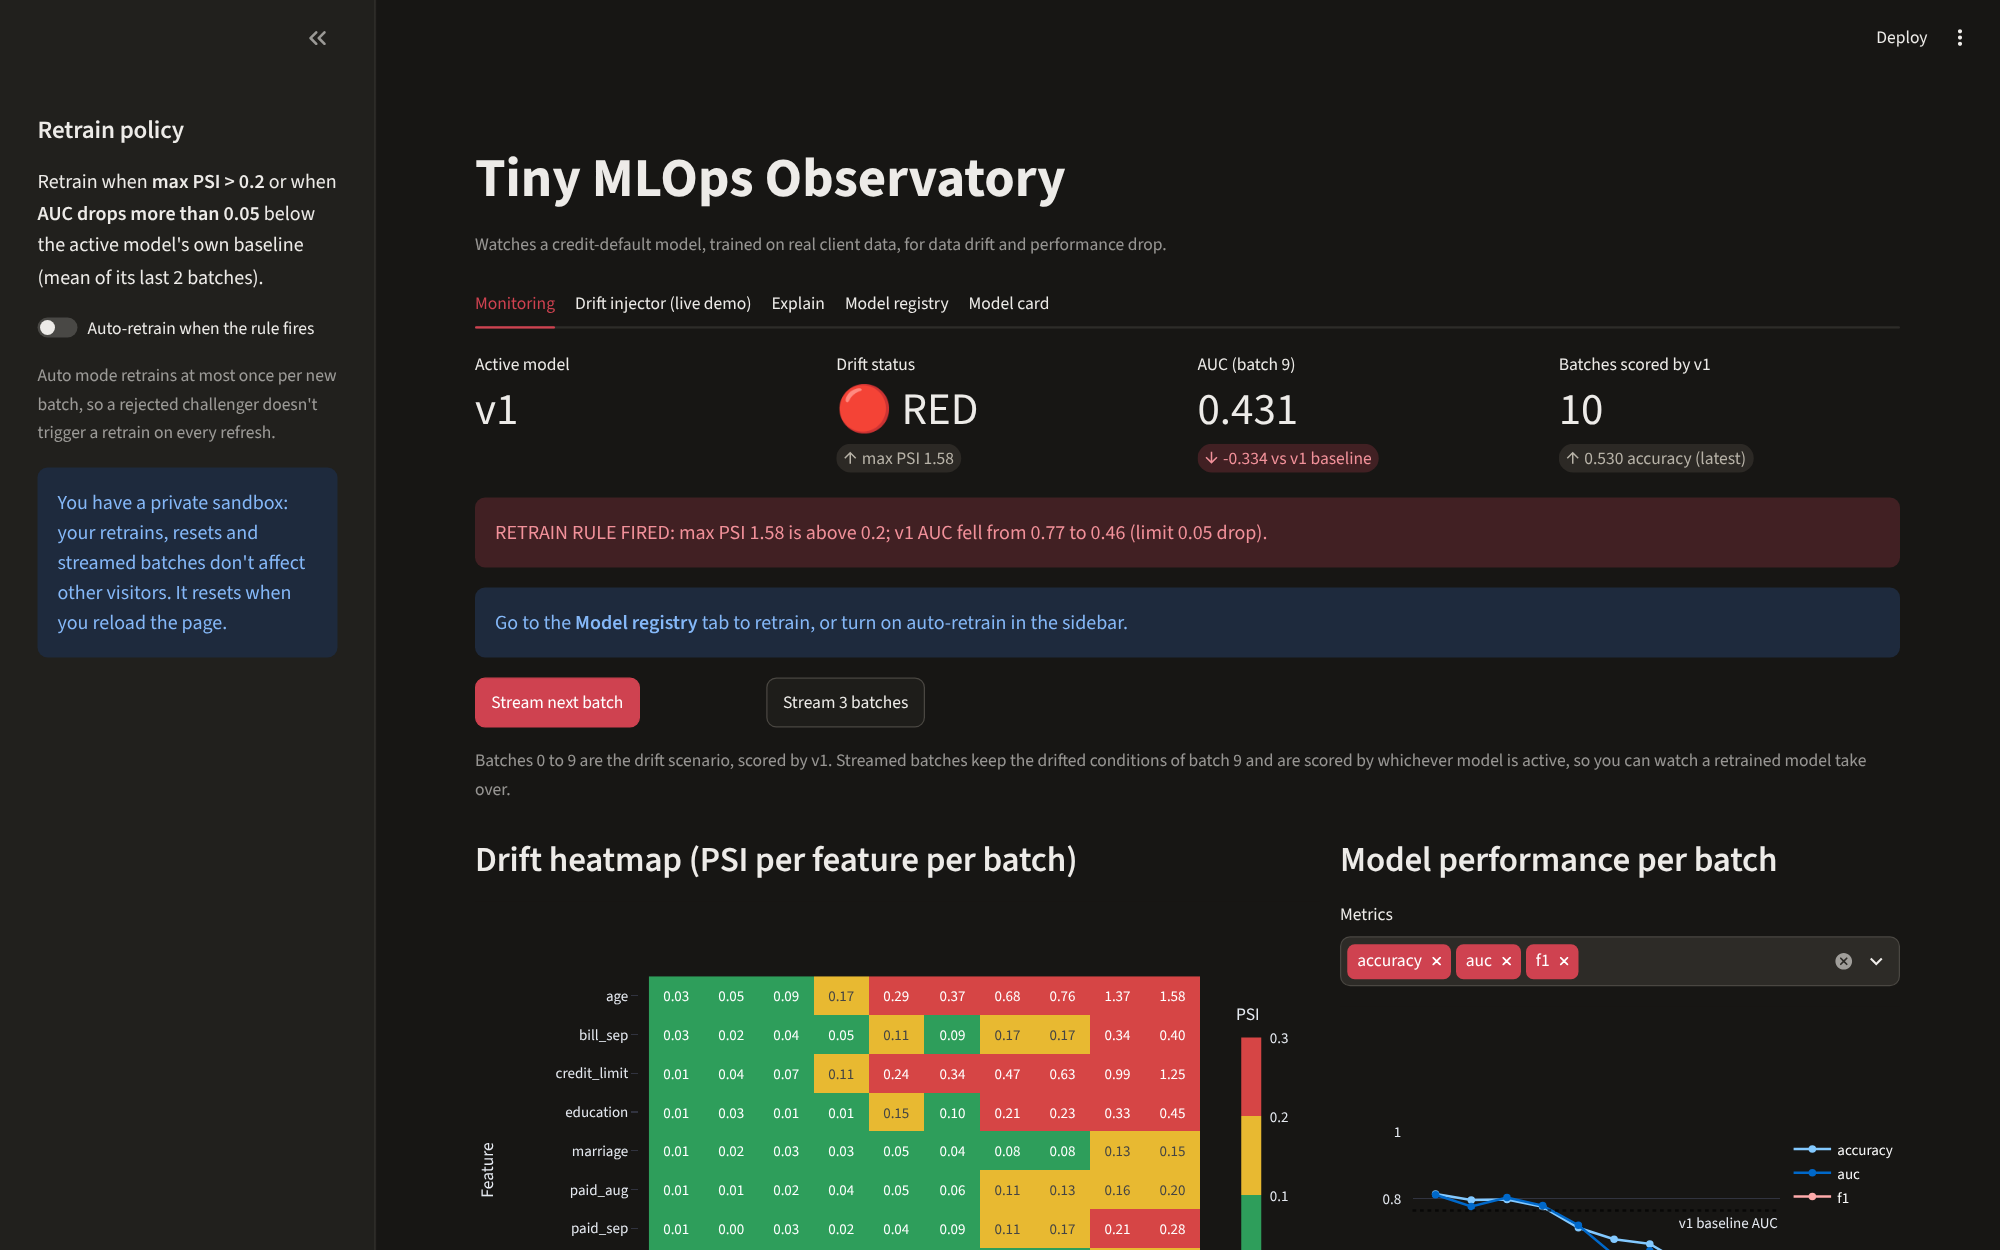 Deploy
Retrain policy
Retrain when max PSI > 0.2 or when
AUC drops more than 0.05 below
the active model's own baseline
(mean of its last 2 batches).
Auto-retrain when the rule fires
Auto mode retrains at most once per new
batch, so a rejected challenger doesn't
trigger a retrain on every refresh.
You have a private sandbox:
your retrains, resets and
streamed batches don't affect
other visitors. It resets when
you reload the page.
Tiny MLOps Observatory
Watches a credit-default model, trained on real client data, for data drift and performance drop.
Monitoring Drift injector (live demo) Explain Model registry Model card
Active model
v1
Drift status
RED
↑ max PSI 1.58
AUC (batch 9)
0.431
↓ -0.334 vs v1 baseline
Batches scored by v1
10
↑ 0.530 accuracy (latest)
RETRAIN RULE FIRED: max PSI 1.58 is above 0.2; v1 AUC fell from 0.77 to 0.46 (limit 0.05 drop).
Go to the Model registry tab to retrain, or turn on auto-retrain in the sidebar.
Stream next batch Stream 3 batches
Batches 0 to 9 are the drift scenario, scored by v1. Streamed batches keep the drifted conditions of batch 9 and are scored by whichever model is active, so you can watch a retrained model take
over.
Drift heatmap (PSI per feature per batch)
Feature
age 0.03 0.05 0.09 0.17 0.29 0.37 0.68 0.76 1.37 1.58
bill_sep 0.03 0.02 0.04 0.05 0.11 0.09 0.17 0.17 0.34 0.40
credit_limit 0.01 0.04 0.07 0.11 0.24 0.34 0.47 0.63 0.99 1.25
education 0.01 0.03 0.01 0.01 0.15 0.10 0.21 0.23 0.33 0.45
marriage 0.01 0.02 0.03 0.03 0.05 0.04 0.08 0.08 0.13 0.15
paid_aug 0.01 0.01 0.02 0.04 0.05 0.06 0.11 0.13 0.16 0.20
paid_sep 0.01 0.00 0.03 0.02 0.04 0.09 0.11 0.17 0.21 0.28
PSI
0.3
0.2
0.1
Model performance per batch
Metrics
accuracy auc f1
1
0.8
v1 baseline AUC
accuracy
auc
f1